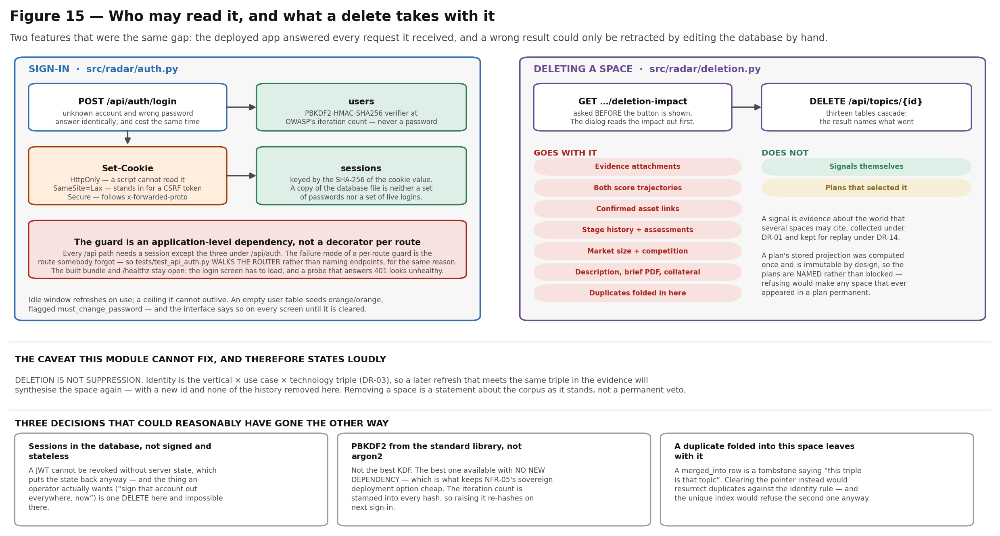 Figure 15 — Who may read it, and what a delete takes with it
Two features that were the same gap: the deployed app answered every request it received, and a wrong result could only be retracted by editing the database by hand.
SIGN-IN · src/radar/auth.py
POST /api/auth/login
unknown account and wrong password
answer identically, and cost the same time
users
PBKDF2-HMAC-SHA256 verifier at
OWASP's iteration count — never a password
Set-Cookie
HttpOnly — a script cannot read it
SameSite=Lax — stands in for a CSRF token
Secure — follows x-forwarded-proto
sessions
keyed by the SHA-256 of the cookie value.
A copy of the database file is neither a set
of passwords nor a set of live logins.
The guard is an application-level dependency, not a decorator per route
Every /api path needs a session except the three under /api/auth. The failure mode of a per-route guard is the
route somebody forgot — so tests/test_api_auth.py WALKS THE ROUTER rather than naming endpoints, for the same reason.
The built bundle and /healthz stay open: the login screen has to load, and a probe that answers 401 looks unhealthy.
Idle window refreshes on use; a ceiling it cannot outlive. An empty user table seeds orange/orange,
flagged must_change_password — and the interface says so on every screen until it is cleared.
DELETING A SPACE · src/radar/deletion.py
GET …/deletion-impact
asked BEFORE the button is shown.
The dialog reads the impact out first.
DELETE /api/topics/{id}
thirteen tables cascade;
the result names what went
GOES WITH IT
Evidence attachments
Both score trajectories
Confirmed asset links
Stage history + assessments
Market size + competition
Description, brief PDF, collateral
Duplicates folded in here
DOES NOT
Signals themselves
Plans that selected it
A signal is evidence about the world that
several spaces may cite, collected under
DR-01 and kept for replay under DR-14.
A plan's stored projection was computed
once and is immutable by design, so the
plans are NAMED rather than blocked —
refusing would make any space that ever
appeared in a plan permanent.
THE CAVEAT THIS MODULE CANNOT FIX, AND THEREFORE STATES LOUDLY
DELETION IS NOT SUPPRESSION. Identity is the vertical × use case × technology triple (DR-03), so a later refresh that meets the same triple in the evidence will
synthesise the space again — with a new id and none of the history removed here. Removing a space is a statement about the corpus as it stands, not a permanent veto.
THREE DECISIONS THAT COULD REASONABLY HAVE GONE THE OTHER WAY
Sessions in the database, not signed and
stateless
A JWT cannot be revoked without server state, which
puts the state back anyway — and the thing an
operator actually wants (“sign that account out
everywhere, now”) is one DELETE here and impossible
there.
PBKDF2 from the standard library, not
argon2
Not the best KDF. The best one available with NO NEW
DEPENDENCY — which is what keeps NFR-05's sovereign
deployment option cheap. The iteration count is
stamped into every hash, so raising it re-hashes on
next sign-in.
A duplicate folded into this space leaves
with it
A merged_into row is a tombstone saying “this triple
is that topic”. Clearing the pointer instead would
resurrect duplicates against the identity rule — and
the unique index would refuse the second one anyway.